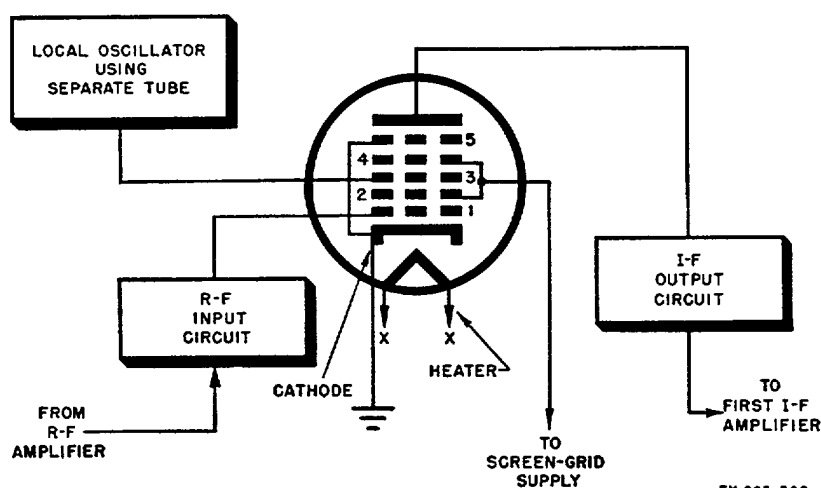 LOCAL OSCILLATOR
USING
SEPARATE TUBE
5
4
3
2
1
R-F
INPUT
CIRCUIT
I-F
OUTPUT
CIRCUIT
X
X
HEATER
CATHODE
FROM
R-F
AMPLIFIER
TO
SCREEN-GRID
SUPPLY
TO
FIRST I-F
AMPLIFIER